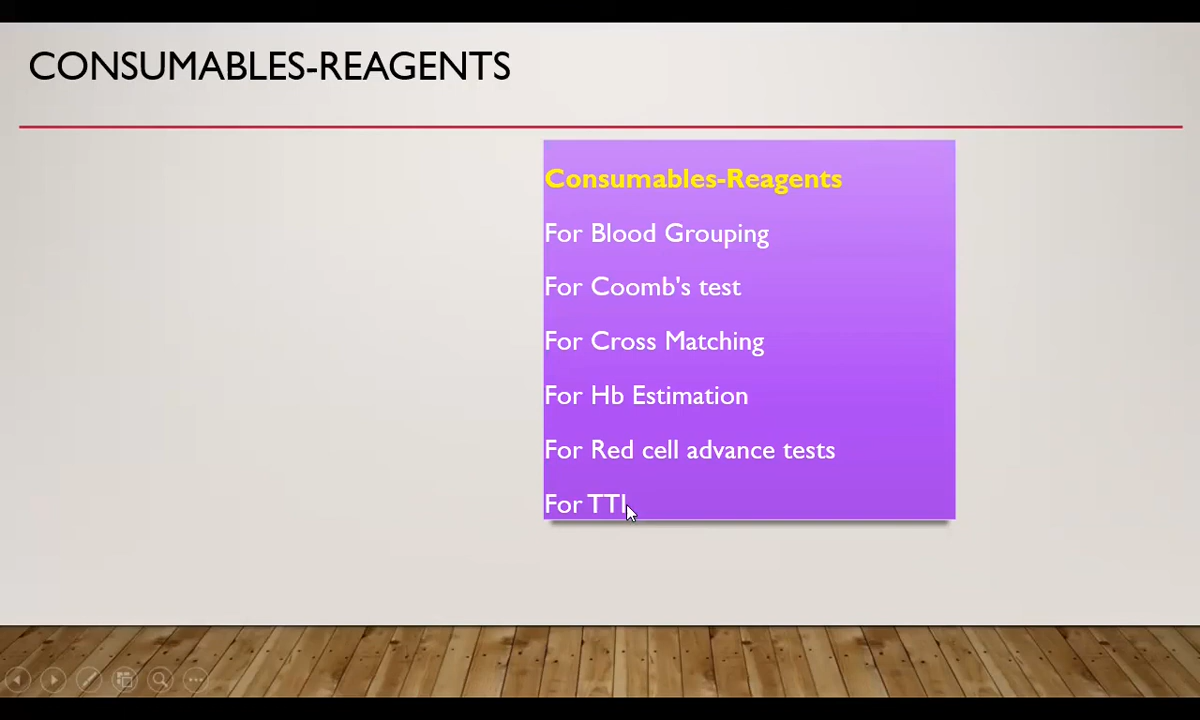 CONSUMABLES-REAGENTS
Consumables-Reagents
For Blood Grouping
For Coomb's test
For Cross Matching
For Hb Estimation
For Red cell advance tests
For TTI